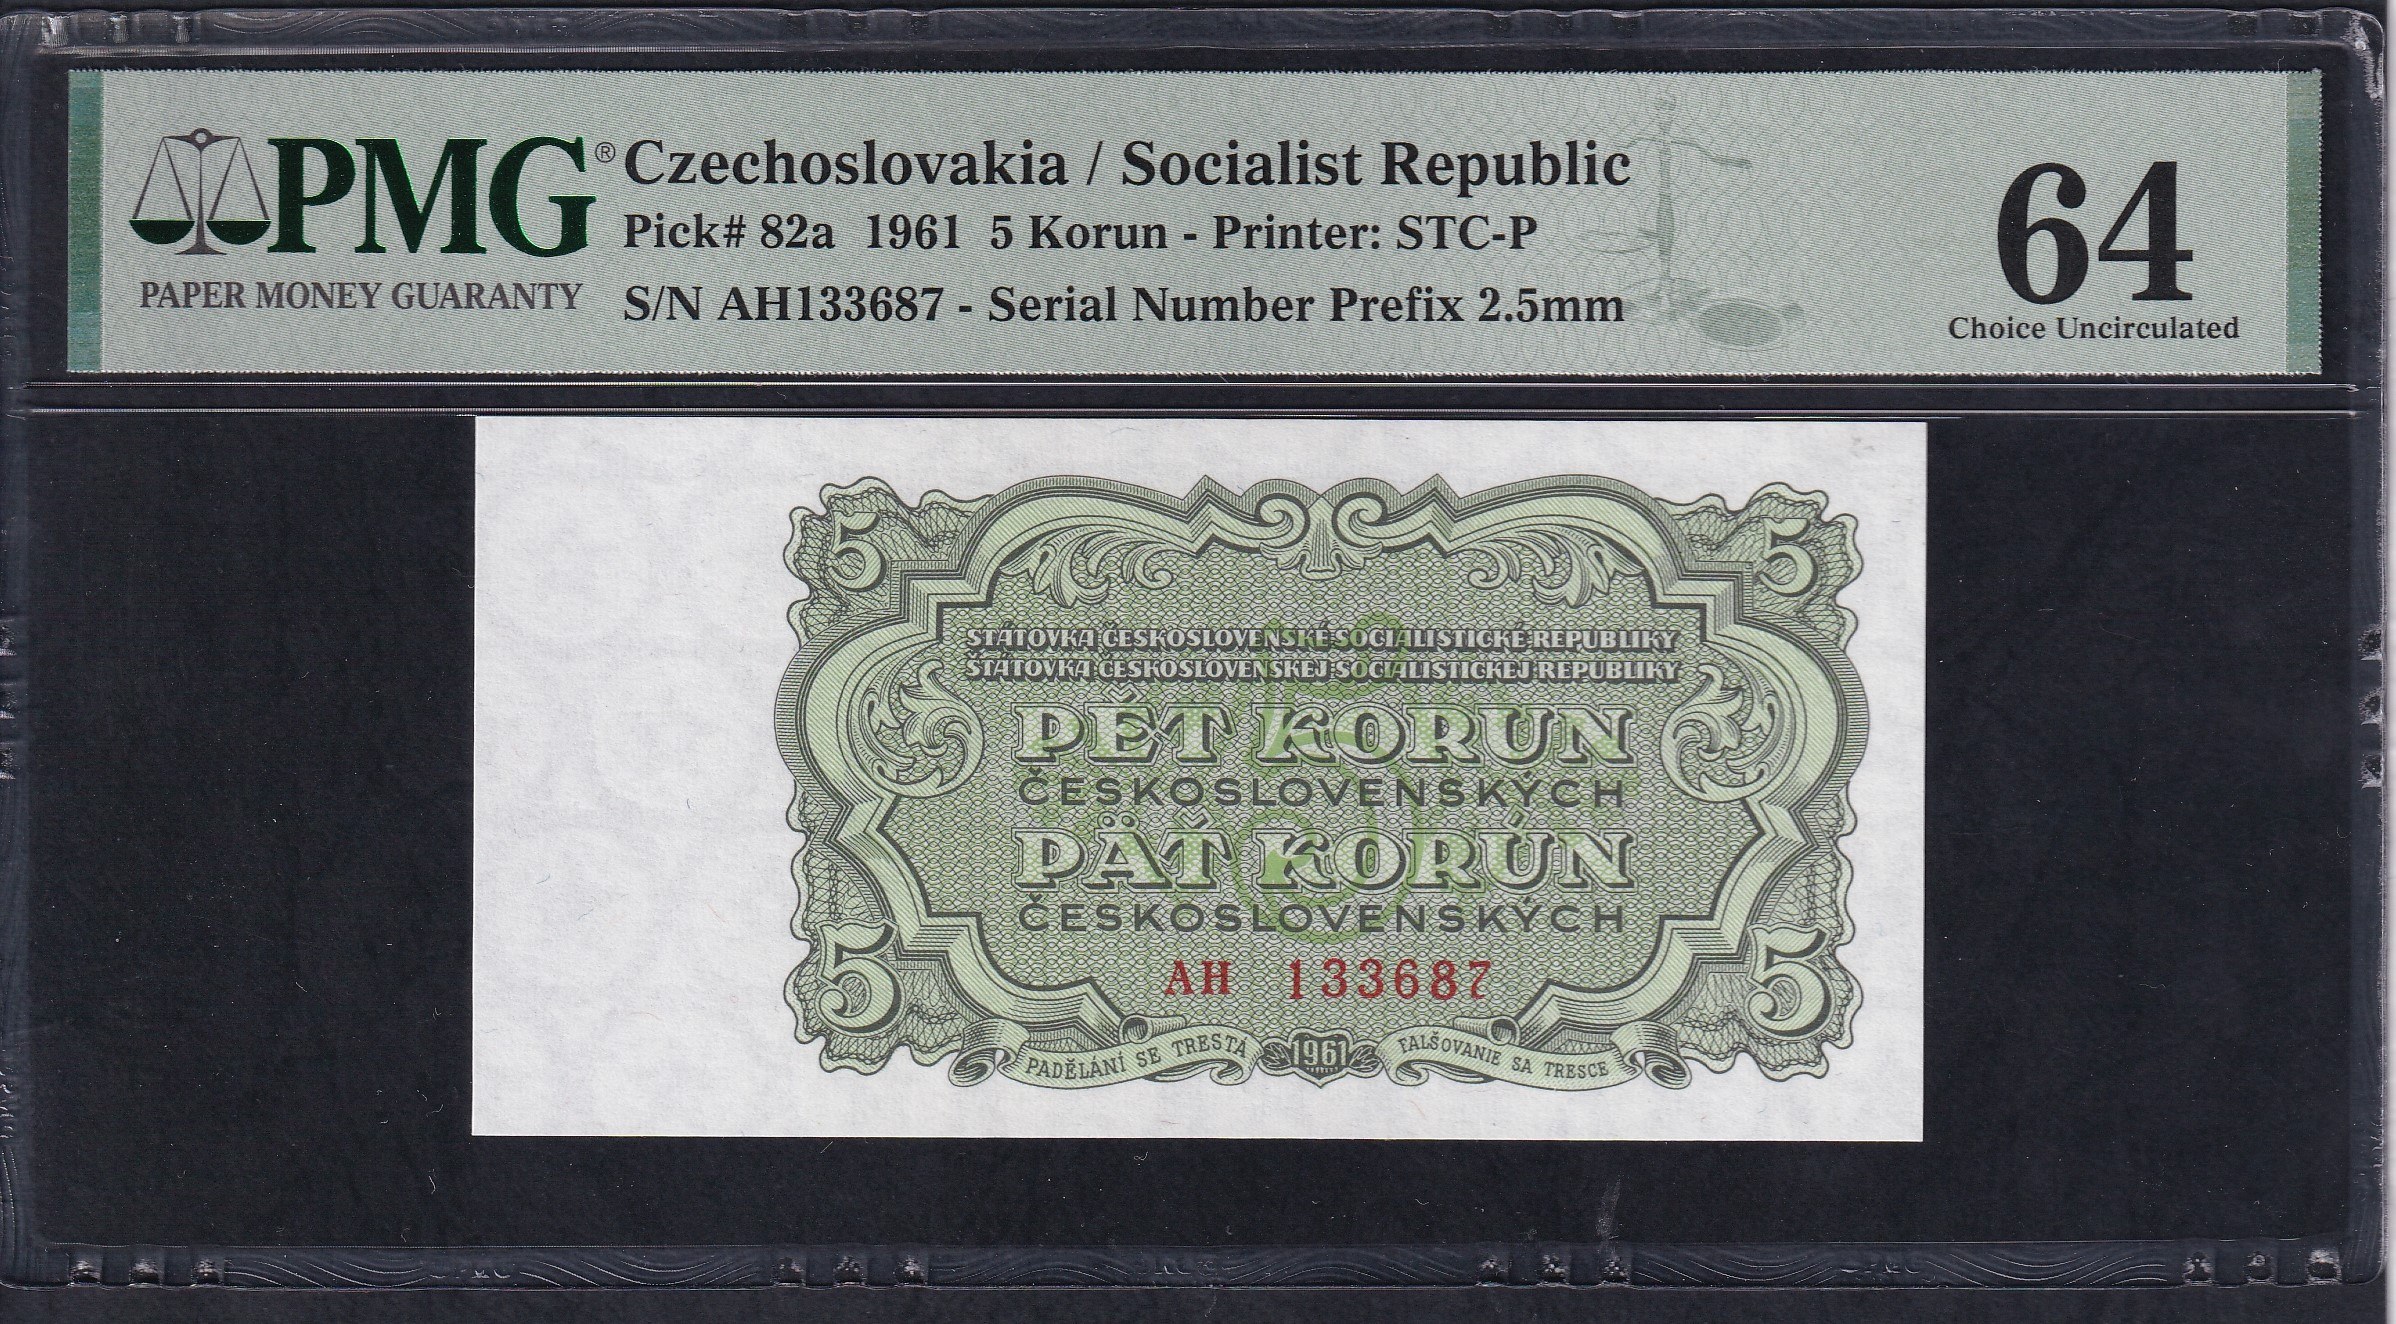 PMG®
PAPER MONEY GUARANTY
Czechoslovakia / Socialist Republic
Pick# 82a 1961 5 Korun - Printer: STC-P
S/N AH133687 - Serial Number Prefix 2.5mm
64
Choice Uncirculated
5
5
STÁTOVKA ČESKOSLOVENSKÉ SOCIALISTICKÉ REPUBLIKY
ŠTÁTOVKA ČESKOSLOVENSKEJ SOCIALISTICKEJ REPUBLIKY
PĚT KORUN
ČESKOSLOVENSKÝCH
PÄŤ KORÚN
ČESKOSLOVENSKÝCH
AH 133687
5
5
PADĚLÁNÍ SE TRESTÁ
1961
FALŠOVANIE SA TRESCE